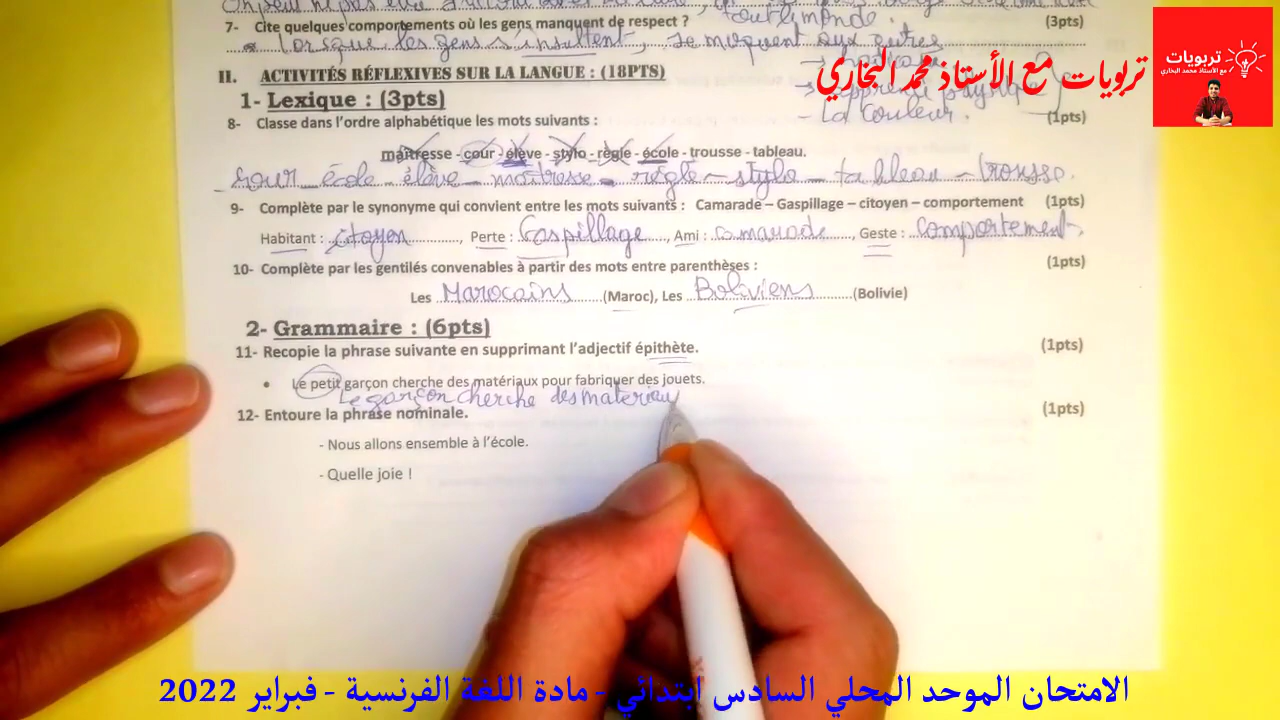 7- Cite quelques comportements où les gens manquent de respect ? tout le monde. (3pts)
Lorsque les gens s'insultent, se moquent aux autres
II. ACTIVITÉS RÉFLEXIVES SUR LA LANGUE : (18PTS)
تربويات مع الأستاذ محمد البخاري
تربويات
مع الأستاذ محمد البخاري
1- Lexique : (3pts)
- La couleur.
8- Classe dans l'ordre alphabétique les mots suivants : (1pts)
maîtresse - cour - élève - stylo - règle - école - trousse - tableau.
cour - école - élève - maîtresse - règle - stylo - tableau - trousse.
9- Complète par le synonyme qui convient entre les mots suivants : Camarade – Gaspillage – citoyen – comportement (1pts)
Habitant : citoyen, Perte : Gaspillage, Ami : camarade, Geste : comportement.
10- Complète par les gentilés convenables à partir des mots entre parenthèses : (1pts)
Les Marocains (Maroc), Les Boliviens (Bolivie)
2- Grammaire : (6pts)
11- Recopie la phrase suivante en supprimant l'adjectif épithète. (1pts)
• Le petit garçon cherche des matériaux pour fabriquer des jouets.
Le garçon cherche des materiau
12- Entoure la phrase nominale. (1pts)
- Nous allons ensemble à l'école.
- Quelle joie !
الامتحان الموحد المحلي السادس ابتدائي - مادة اللغة الفرنسية - فبراير 2022